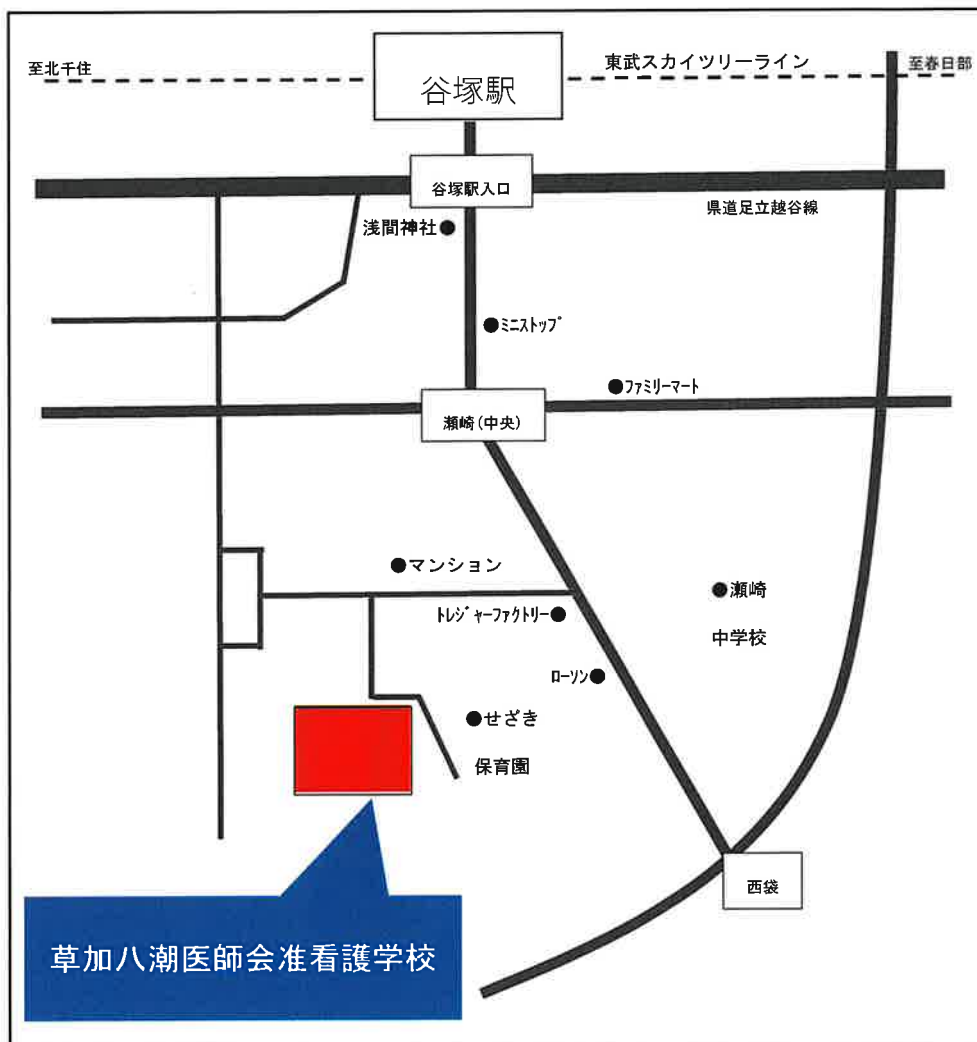 至北千住
東武スカイツリーライン
至春日部
谷塚駅
谷塚駅入口
県道足立越谷線
浅間神社●
●ミニストップ
●ファミリーマート
瀬崎(中央)
●マンション
●瀬崎
中学校
トレジャーファクトリー●
ローソン●
●せざき
保育園
西袋
草加八潮医師会准看護学校